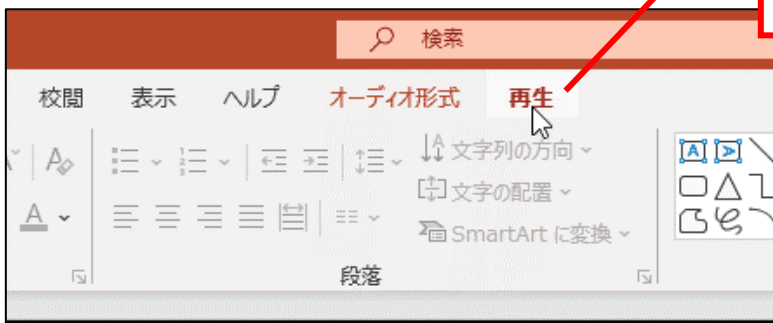 検索
校閲 表示 ヘルプ オーディオ形式 再生
文字列の方向
文字の配置
SmartArt に変換
段落